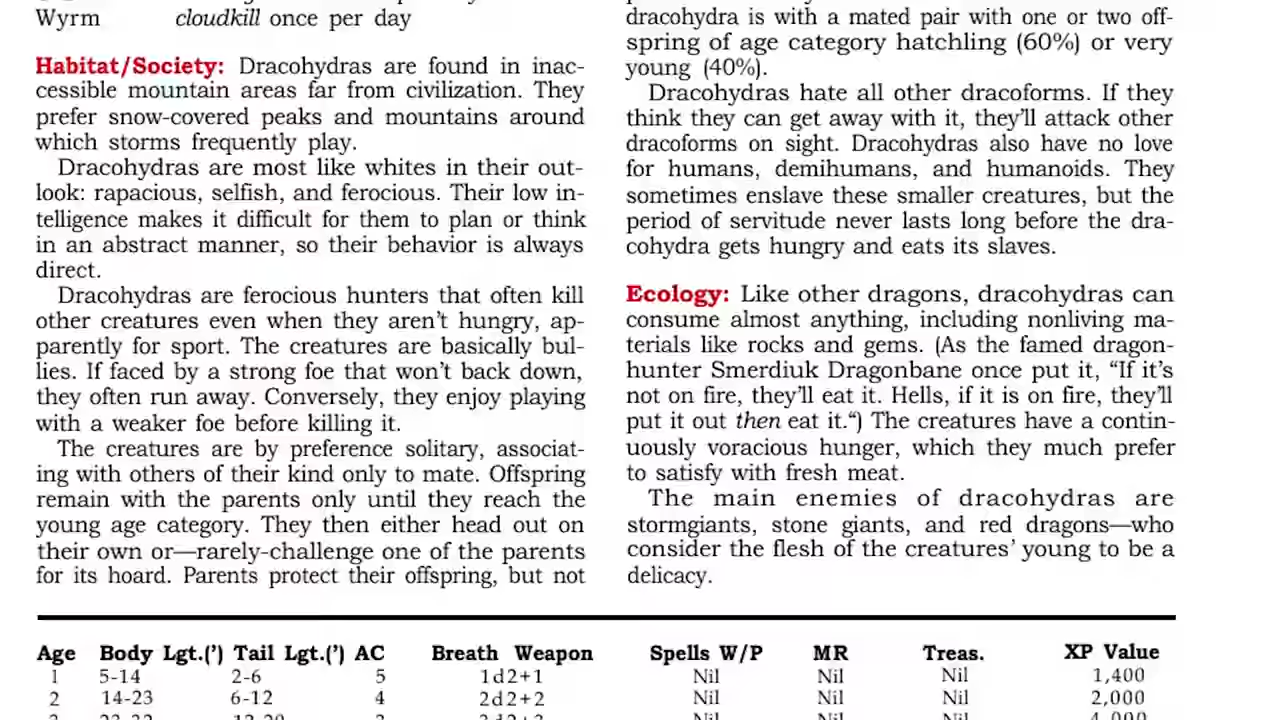 Wyrm cloudkill once per day
Habitat/Society: Dracohydras are found in inac-
cessible mountain areas far from civilization. They
prefer snow-covered peaks and mountains around
which storms frequently play.
Dracohydras are most like whites in their out-
look: rapacious, selfish, and ferocious. Their low in-
telligence makes it difficult for them to plan or think
in an abstract manner, so their behavior is always
direct.
Dracohydras are ferocious hunters that often kill
other creatures even when they aren't hungry, ap-
parently for sport. The creatures are basically bul-
lies. If faced by a strong foe that won't back down,
they often run away. Conversely, they enjoy playing
with a weaker foe before killing it.
The creatures are by preference solitary, associat-
ing with others of their kind only to mate. Offspring
remain with the parents only until they reach the
young age category. They then either head out on
their own or—rarely-challenge one of the parents
for its hoard. Parents protect their offspring, but not
dracohydra is with a mated pair with one or two off-
spring of age category hatchling (60%) or very
young (40%).
Dracohydras hate all other dracoforms. If they
think they can get away with it, they'll attack other
dracoforms on sight. Dracohydras also have no love
for humans, demihumans, and humanoids. They
sometimes enslave these smaller creatures, but the
period of servitude never lasts long before the dra-
cohydra gets hungry and eats its slaves.
Ecology: Like other dragons, dracohydras can
consume almost anything, including nonliving ma-
terials like rocks and gems. (As the famed dragon-
hunter Smerdiuk Dragonbane once put it, "If it's
not on fire, they'll eat it. Hells, if it is on fire, they'll
put it out then eat it.“) The creatures have a contin-
uously voracious hunger, which they much prefer
to satisfy with fresh meat.
The main enemies of dracohydras are
stormgiants, stone giants, and red dragons—who
consider the flesh of the creatures' young to be a
delicacy.
Age Body Lgt.(') Tail Lgt.(') AC Breath Weapon Spells W/P MR Treas. XP Value
1 5-14 2-6 5 1d2+1 Nil Nil Nil 1,400
2 14-23 6-12 4 2d2+2 Nil Nil Nil 2,000